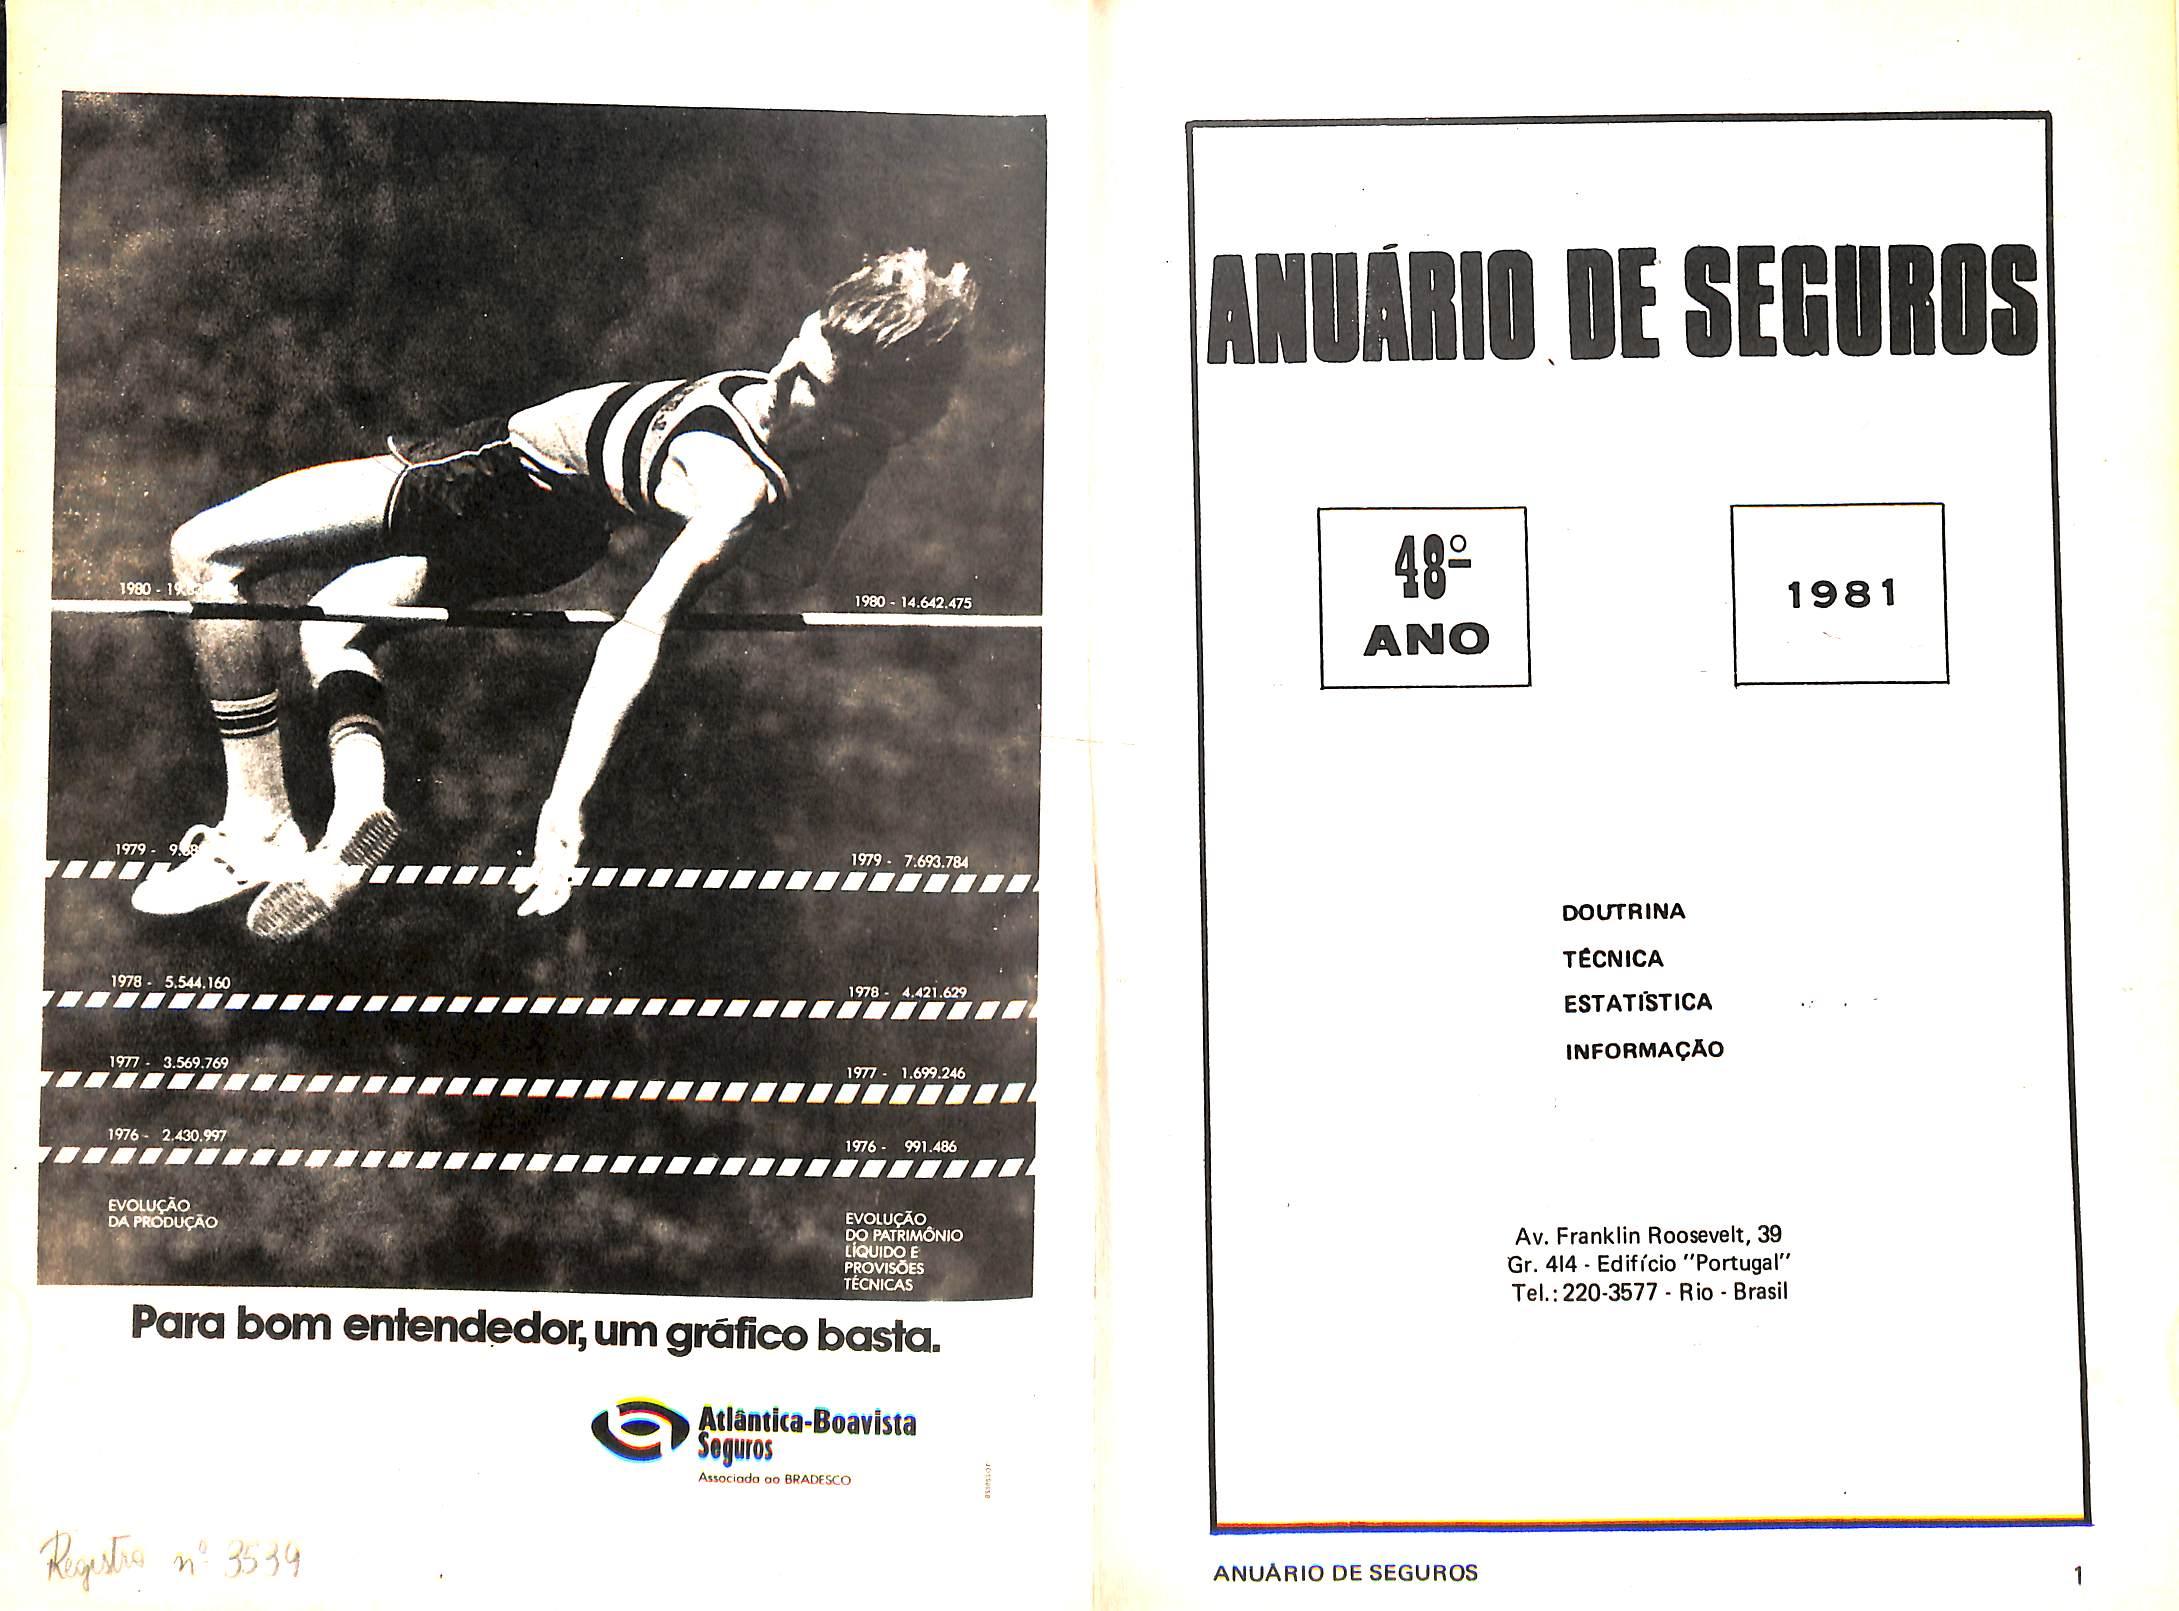 1980 - 14.642.475
1979 -
1979 - 7.693.784
1978 - 5.544.160
1978 - 4.421.629
1977 - 3.569.769
1977 - 1.699.246
1976 - 2.430.997
1976 - 991.486
EVOLUÇÃO
DA PRODUÇÃO
EVOLUÇÃO
DO PATRIMÔNIO
LÍQUIDO E
PROVISÕES
TÉCNICAS
Para bom entendedor, um gráfico basta.
Atlântica-Boavista
Seguros
Associada ao BRADESCO
Registro nº 3539
ANUÁRIO DE SEGUROS
48º
ANO
1981
DOUTRINA
TÉCNICA
ESTATÍSTICA
INFORMAÇÃO
Av. Franklin Roosevelt, 39
Gr. 414 - Edifício "Portugal"
Tel.: 220-3577 - Rio - Brasil
ANUÁRIO DE SEGUROS
1